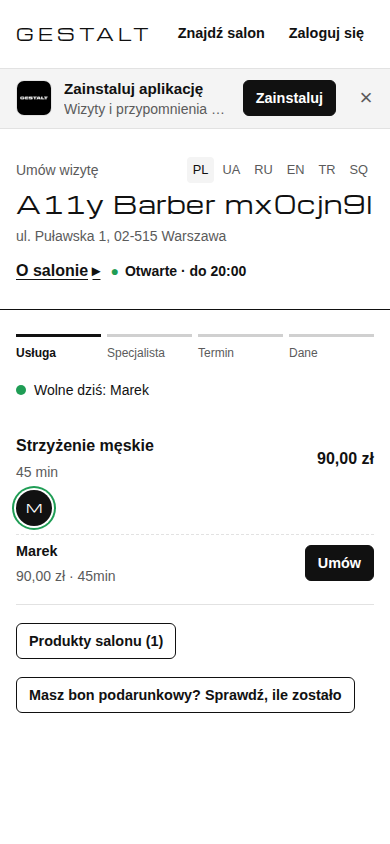 GESTALT Znajdź salon Zaloguj się
GESTALT
Zainstaluj aplikację
Wizyty i przypomnienia …
Zainstaluj
×
Umów wizytę
PL UA RU EN TR SQ
A11y Barber mx0cjn9l
ul. Puławska 1, 02-515 Warszawa
O salonie ▸ ● Otwarte · do 20:00
Usługa Specjalista Termin Dane
Wolne dziś: Marek
Strzyżenie męskie
45 min
90,00 zł
M
Marek
90,00 zł · 45min
Umów
Produkty salonu (1)
Masz bon podarunkowy? Sprawdź, ile zostało